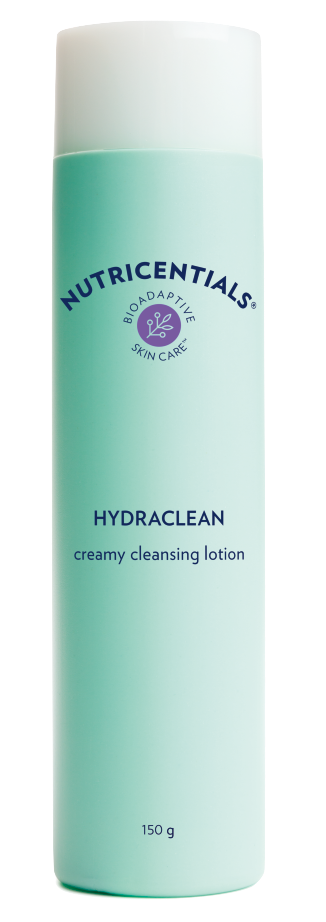 NUTRICENTIALS®
BIOADAPTIVE
SKIN CARE™
HYDRACLEAN
creamy cleansing lotion
150 g